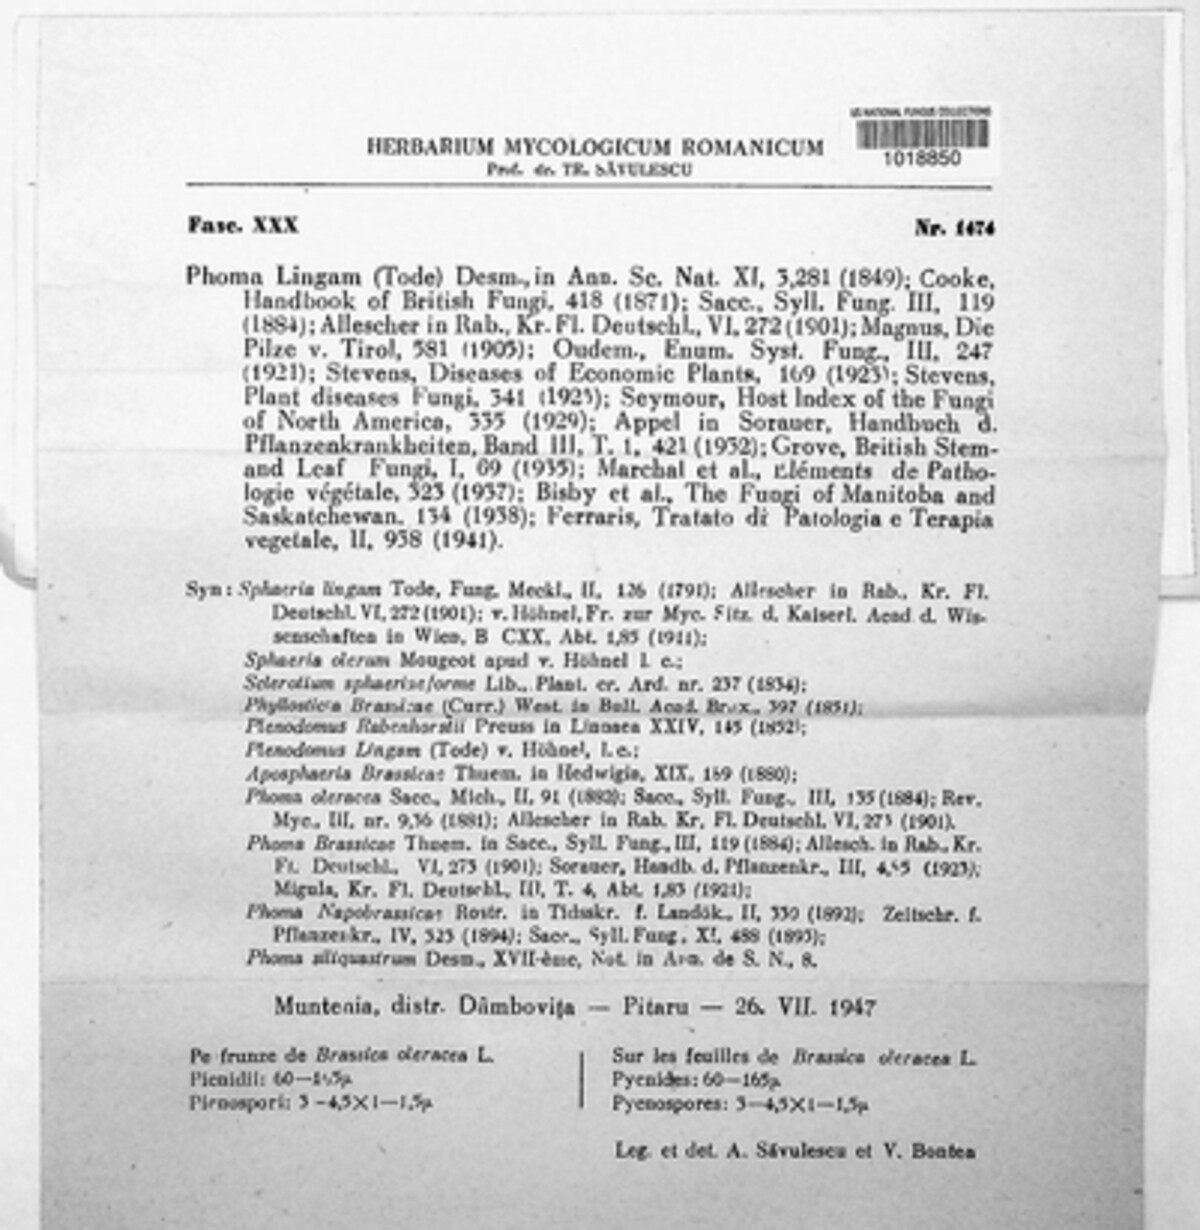 US NATIONAL FUNGUS COLLECTIONS
1018850
HERBARIUM MYCOLOGICUM ROMANICUM
Prof. dr. TR. SĂVULESCU
Fasc. XXX
Nr. 1474
Phoma Lingam (Tode) Desm., in Ann. Sc. Nat. XI, 3,281 (1849); Cooke,
Handbook of British Fungi, 418 (1871); Sacc., Syll. Fung. III, 119
(1884); Allescher in Rab., Kr. Fl. Deutschl., VI, 272 (1901); Magnus, Die
Pilze v. Tirol, 581 (1905); Oudem., Enum. Syst. Fung., III, 247
(1921); Stevens, Diseases of Economic Plants, 169 (1923); Stevens,
Plant diseases Fungi, 341 (1925); Seymour, Host Index of the Fungi
of North America, 335 (1929); Appel in Sorauer, Handbuch d.
Pflanzenkrankheiten, Band III, T. 1, 421 (1932); Grove, British Stem-
and Leaf Fungi, I, 69 (1935); Marchal et al., Eléments de Patho-
logie végétale, 323 (1937); Bisby et al., The Fungi of Manitoba and
Saskatchewan, 134 (1938); Ferraris, Tratato di Patologia e Terapia
vegetale, II, 938 (1941).
Syn: Sphaeria lingam Tode, Fung. Meckl., II, 126 (1791); Allescher in Rab., Kr. Fl.
Deutschl. VI, 272 (1901); v. Höhnel, Fr. zur Myc. Sitz. d. Kaiserl. Acad d. Wis-
senschaften in Wien, B CXX, Abt. 1,85 (1911);
Sphaeria olerum Mougeot apud v. Höhnel l. c.;
Sclerotium sphaeriaeforme Lib., Plant. cr. Ard. nr. 237 (1834);
Phyllosticta Brassicae (Curr.) West. in Bull. Acad. Brux., 397 (1851);
Plenodomus Rabenhorstii Preuss in Linnaea XXIV, 145 (1852);
Plenodomus Lingam (Tode) v. Höhnel, l. c.;
Aposphaeria Brassicae Thuem. in Hedwigia, XIX, 189 (1880);
Phoma oleracea Sacc., Mich., II, 91 (1882); Sacc., Syll. Fung., III, 135 (1884); Rev.
Myc., III, nr. 9,36 (1881); Allescher in Rab. Kr, Fl. Deutschl. VI, 273 (1901).
Phoma Brassicae Thuem. in Sacc., Syll. Fung., III, 119 (1884); Allesch. in Rab., Kr.
Fl. Deutschl., VI, 273 (1901); Sorauer, Handb. d. Pflanzenkr., III, (1923);
Migula, Kr. Fl. Deutschl., III, T. 4, Abt. 1,83 (1921);
Phoma Napobrassicae Rostr. in Tidsskr. f. Landök., II, 330 (1892); Zeitschr. f.
Pflanzenkr., IV, 323 (1894); Sacc., Syll. Fung, XI, 488 (1895);
Phoma siliquastrum Desm., XVII-ème, Not. in Ann. de S. N., 8.
Muntenia, distr. Dâmbovița — Pitaru — 26. VII. 1947
Pe frunze de Brassica oleracea L.
Picnidii: 60—165μ
Picnospori: 3-4,5×1—1,5μ
Sur les feuilles de Brassica oleracea L.
Pycnides: 60—165μ
Pycnospores: 3—4,5×1—1,5μ
Leg. et det. A. Săvulescu et V. Bontea